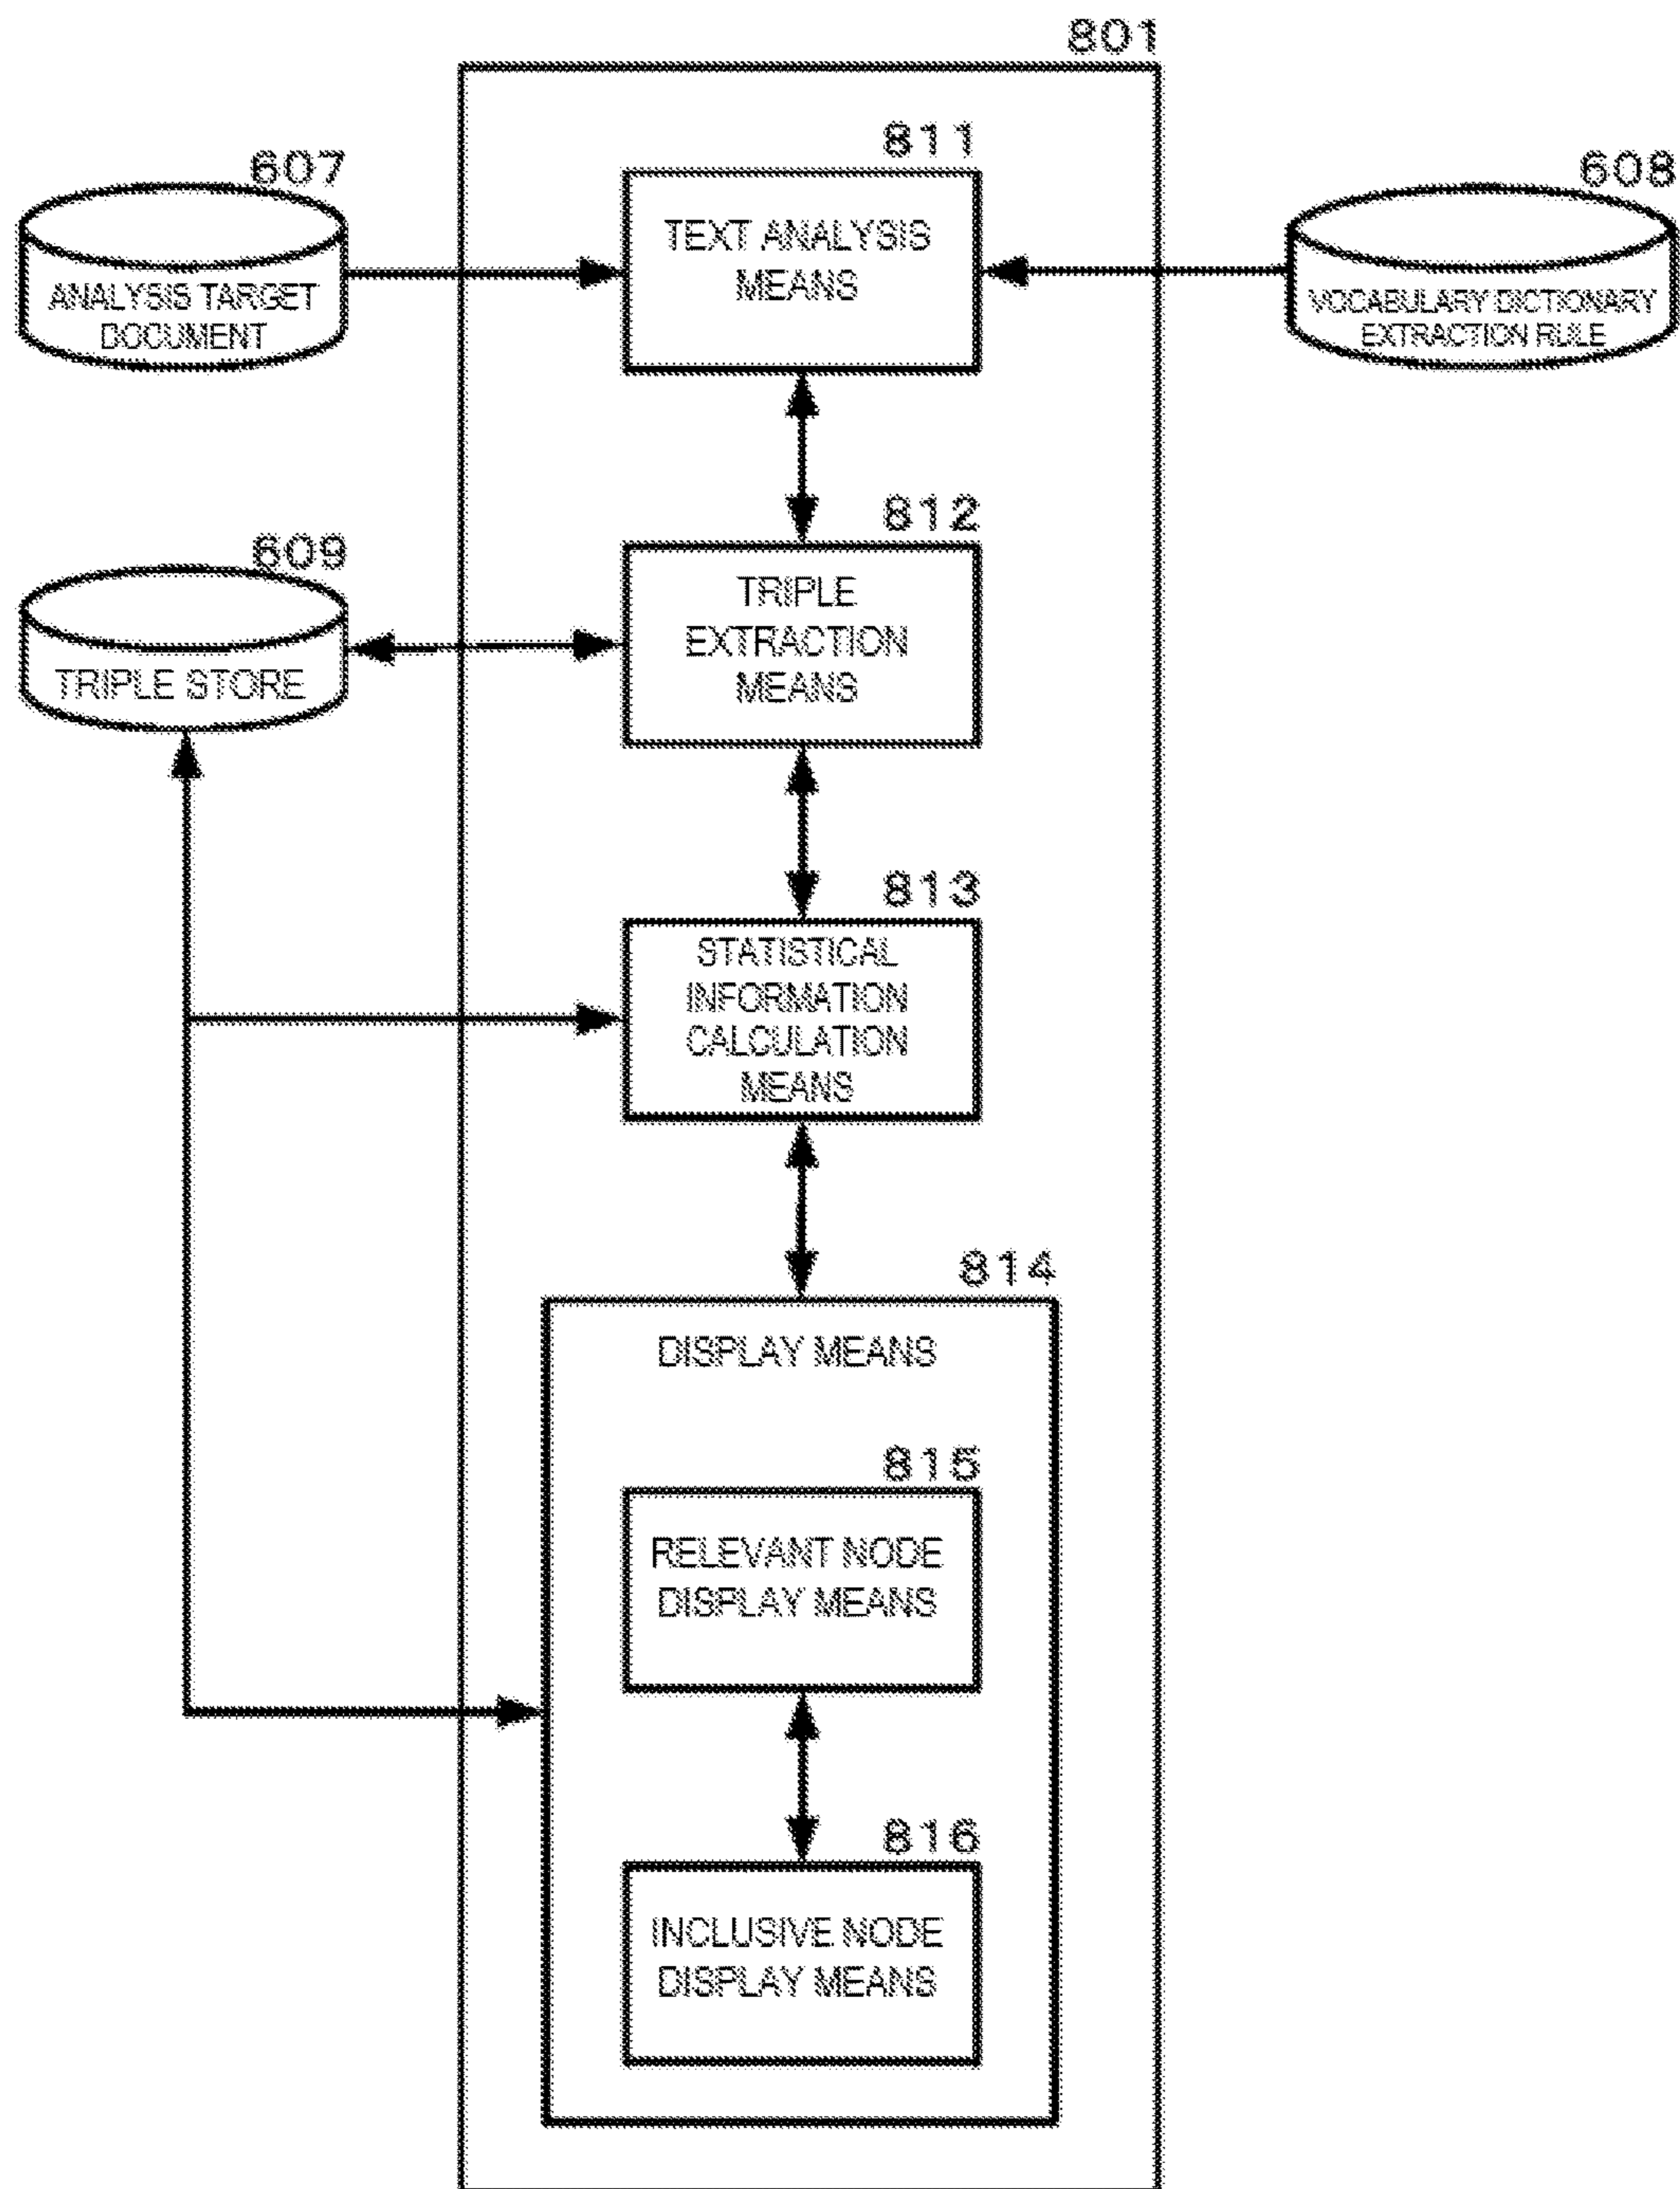 801
811
607
608
TEXT ANALYSIS
MEANS
ANALYSIS TARGET
DOCUMENT
VOCABULARY DICTIONARY
EXTRACTION RULE
812
609
TRIPLE
EXTRACTION
MEANS
TRIPLE STORE
813
STATISTICAL
INFORMATION
CALCULATION
MEANS
814
DISPLAY MEANS
815
RELEVANT NODE
DISPLAY MEANS
816
INCLUSIVE NODE
DISPLAY MEANS